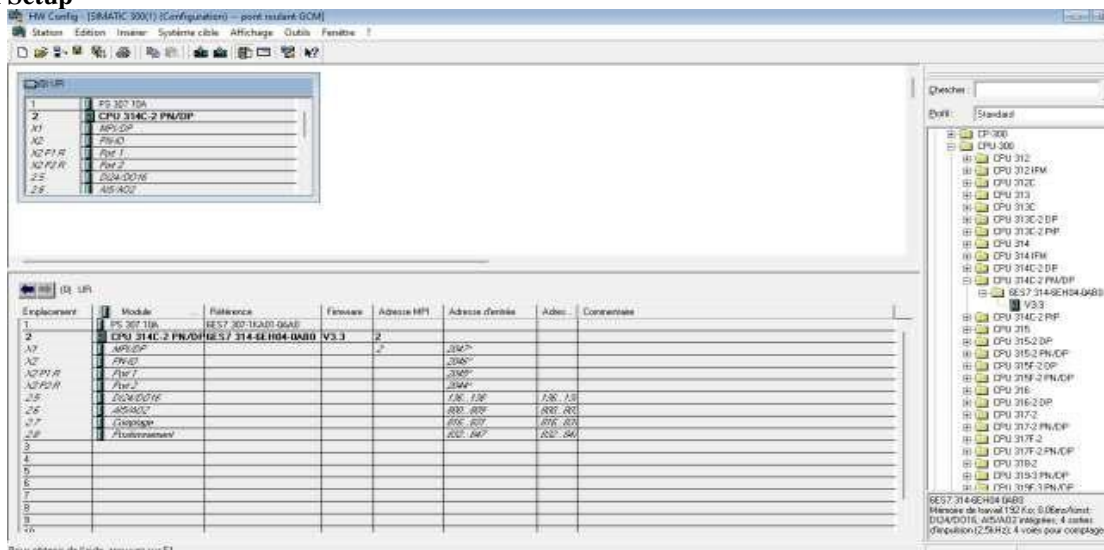 Setup
HW Config - [SIMATIC 300(1) (Configuration) -- pont roulant GCM]
Station Edition Insérer Système cible Affichage Outils Fenêtre ?
(0) UR
1 PS 307 10A
2 CPU 314C-2 PN/DP
X1 MPI/DP
X2 PN-IO
X2 P1 R Port 1
X2 P2 R Port 2
2.5 DI24/DO16
2.6 AI5/AO2
Chercher :
Profil : Standard
CP-300
CPU-300
CPU 312
CPU 312 IFM
CPU 312C
CPU 313
CPU 313C
CPU 313C-2 DP
CPU 313C-2 PtP
CPU 314
CPU 314 IFM
CPU 314C-2 DP
CPU 314C-2 PN/DP
6ES7 314-6EH04-0AB0
V3.3
CPU 314C-2 PtP
CPU 315
CPU 315-2 DP
CPU 315-2 PN/DP
CPU 315F-2 DP
CPU 315F-2 PN/DP
CPU 316
CPU 316-2 DP
CPU 317-2
CPU 317-2 PN/DP
CPU 317F-2
CPU 317F-2 PN/DP
CPU 318-2
CPU 319-3 PN/DP
CPU 319F-3 PN/DP
(0) UR
Emplacement Module ... Référence Firmware Adresse MPI Adresse d'entrée Adres... Commentaire
1 PS 307 10A 6ES7 307-1KA01-0AA0
2 CPU 314C-2 PN/DP 6ES7 314-6EH04-0AB0 V3.3 2
X1 MPI/DP 2 2047*
X2 PN-IO 2046*
X2 P1 R Port 1 2045*
X2 P2 R Port 2 2044*
2.5 DI24/DO16 136...138 136...13
2.6 AI5/AO2 800...809 800...80
2.7 Comptage 816...831 816...83
2.8 Positionnement 832...847 832...84
3
4
5
6
7
8
9
10
6ES7 314-6EH04-0AB0
Mémoire de travail 192 Ko; 0.06ms/kinst;
DI24/DO16, AI5/AO2 intégrées; 4 sorties
d'impulsion (2.5kHz); 4 voies pour comptage
Pour obtenir de l'aide, appuyez sur F1.